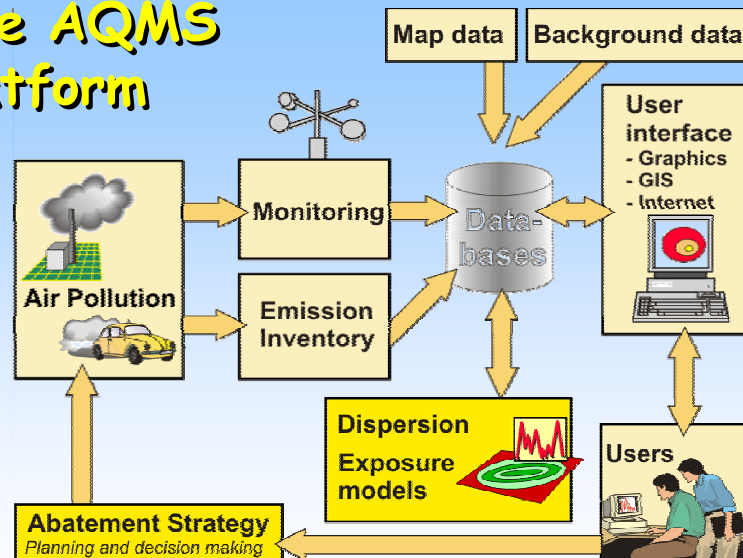 e AQMS
tform
Map data
Background data
User
interface
- Graphics
- GIS
- Internet
Monitoring
Data-
bases
Air Pollution
Emission
Inventory
Dispersion
Exposure
models
Users
Abatement Strategy
Planning and decision making